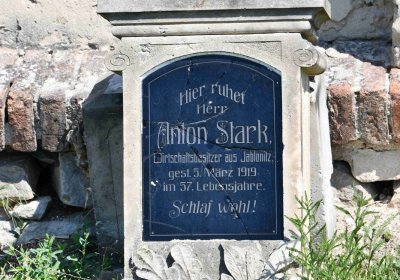 Hier ruhet
Herr
Anton Stark,
Wirtschaftsbesitzer aus Jablonitz,
gest. 5. März 1919
im 37. Lebensjahre.
Schlaf wohl!